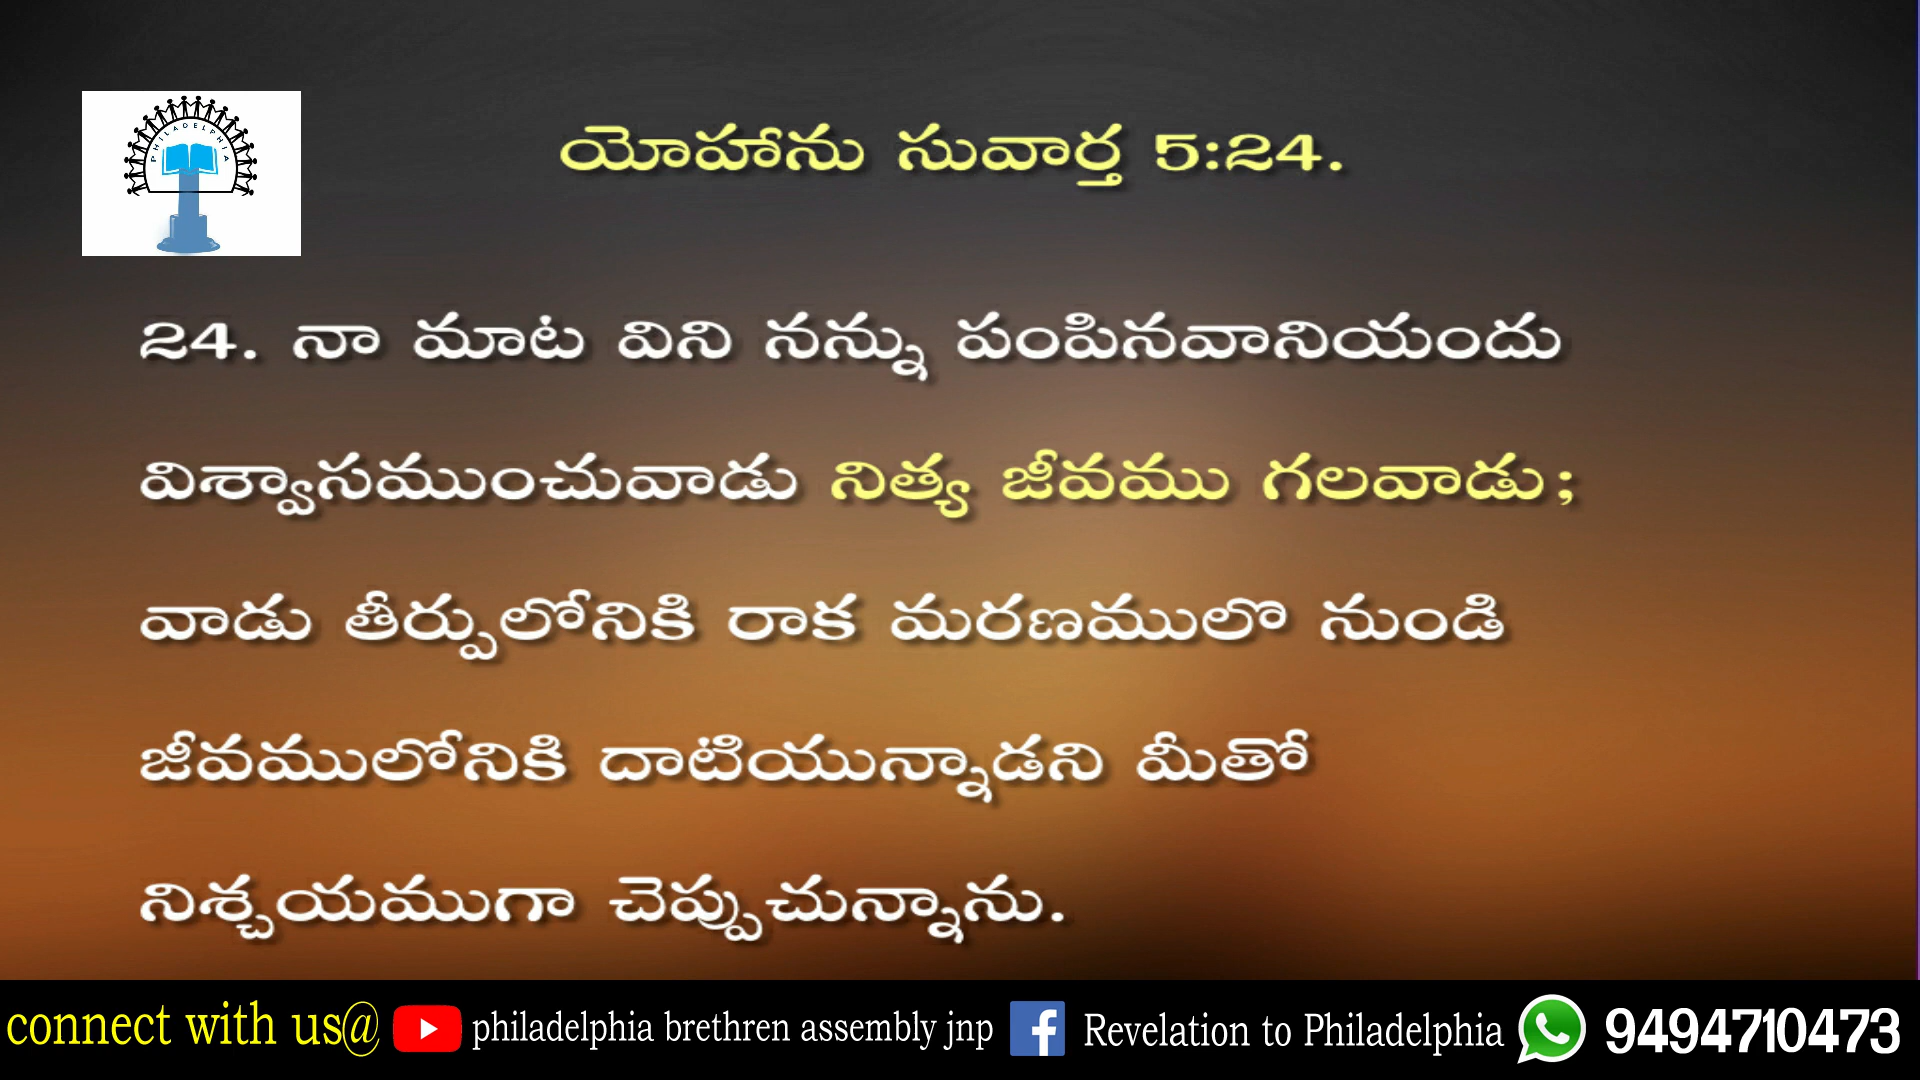 PHILADELPHIA
యోహాను సువార్త 5:24.
24. నా మాట విని నన్ను పంపినవానియందు
విశ్వాసముంచువాడు నిత్య జీవము గలవాడు;
వాడు తీర్పులోనికి రాక మరణములొ నుండి
జీవములోనికి దాటియున్నాడని మీతో
నిశ్చయముగా చెప్పుచున్నాను.
connect with us@ philadelphia brethren assembly jnp Revelation to Philadelphia 9494710473